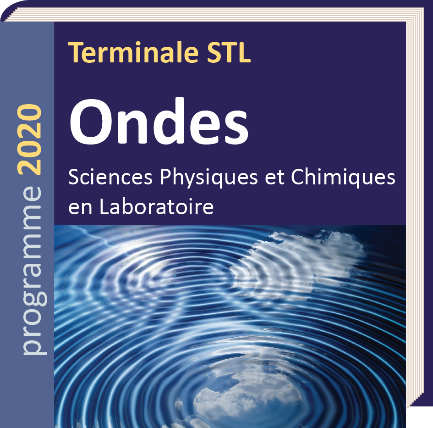 Terminale STL
Ondes
Sciences Physiques et Chimiques
en Laboratoire
programme 2020